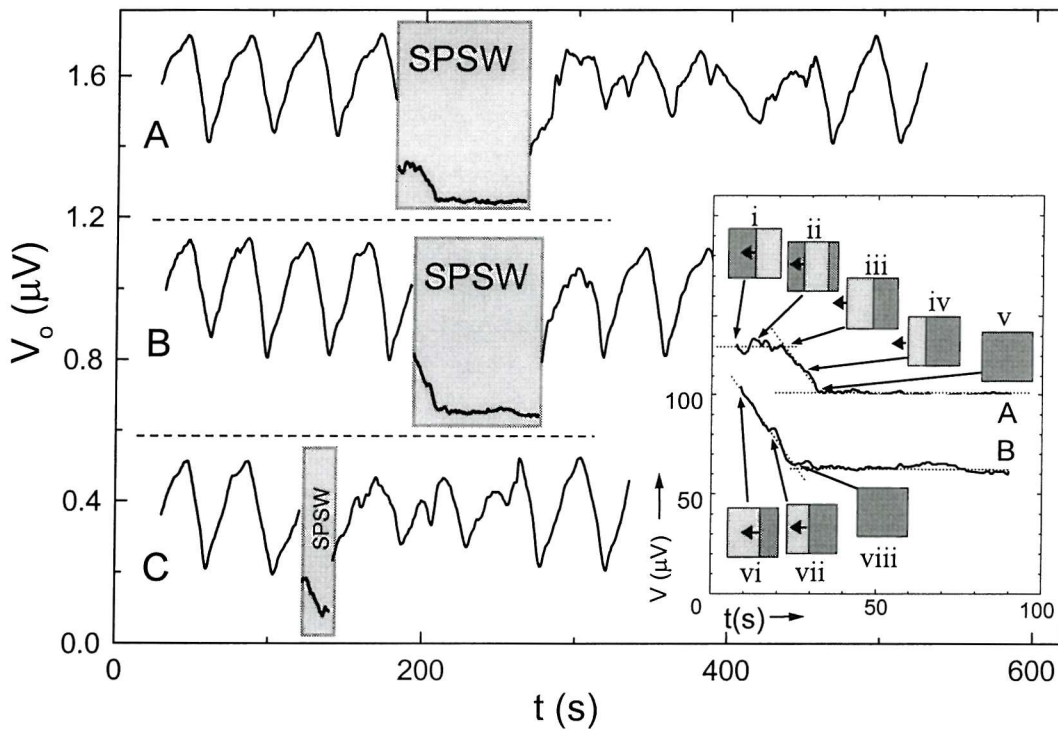 V₀ (μV)
1.6
1.2
0.8
0.4
0.0
A
SPSW
B
SPSW
C
SPSW
0
200
400
600
t (s)
i
ii
iii
iv
v
A
B
100
50
V (μV)
vi
vii
viii
0
t(s)
50
100